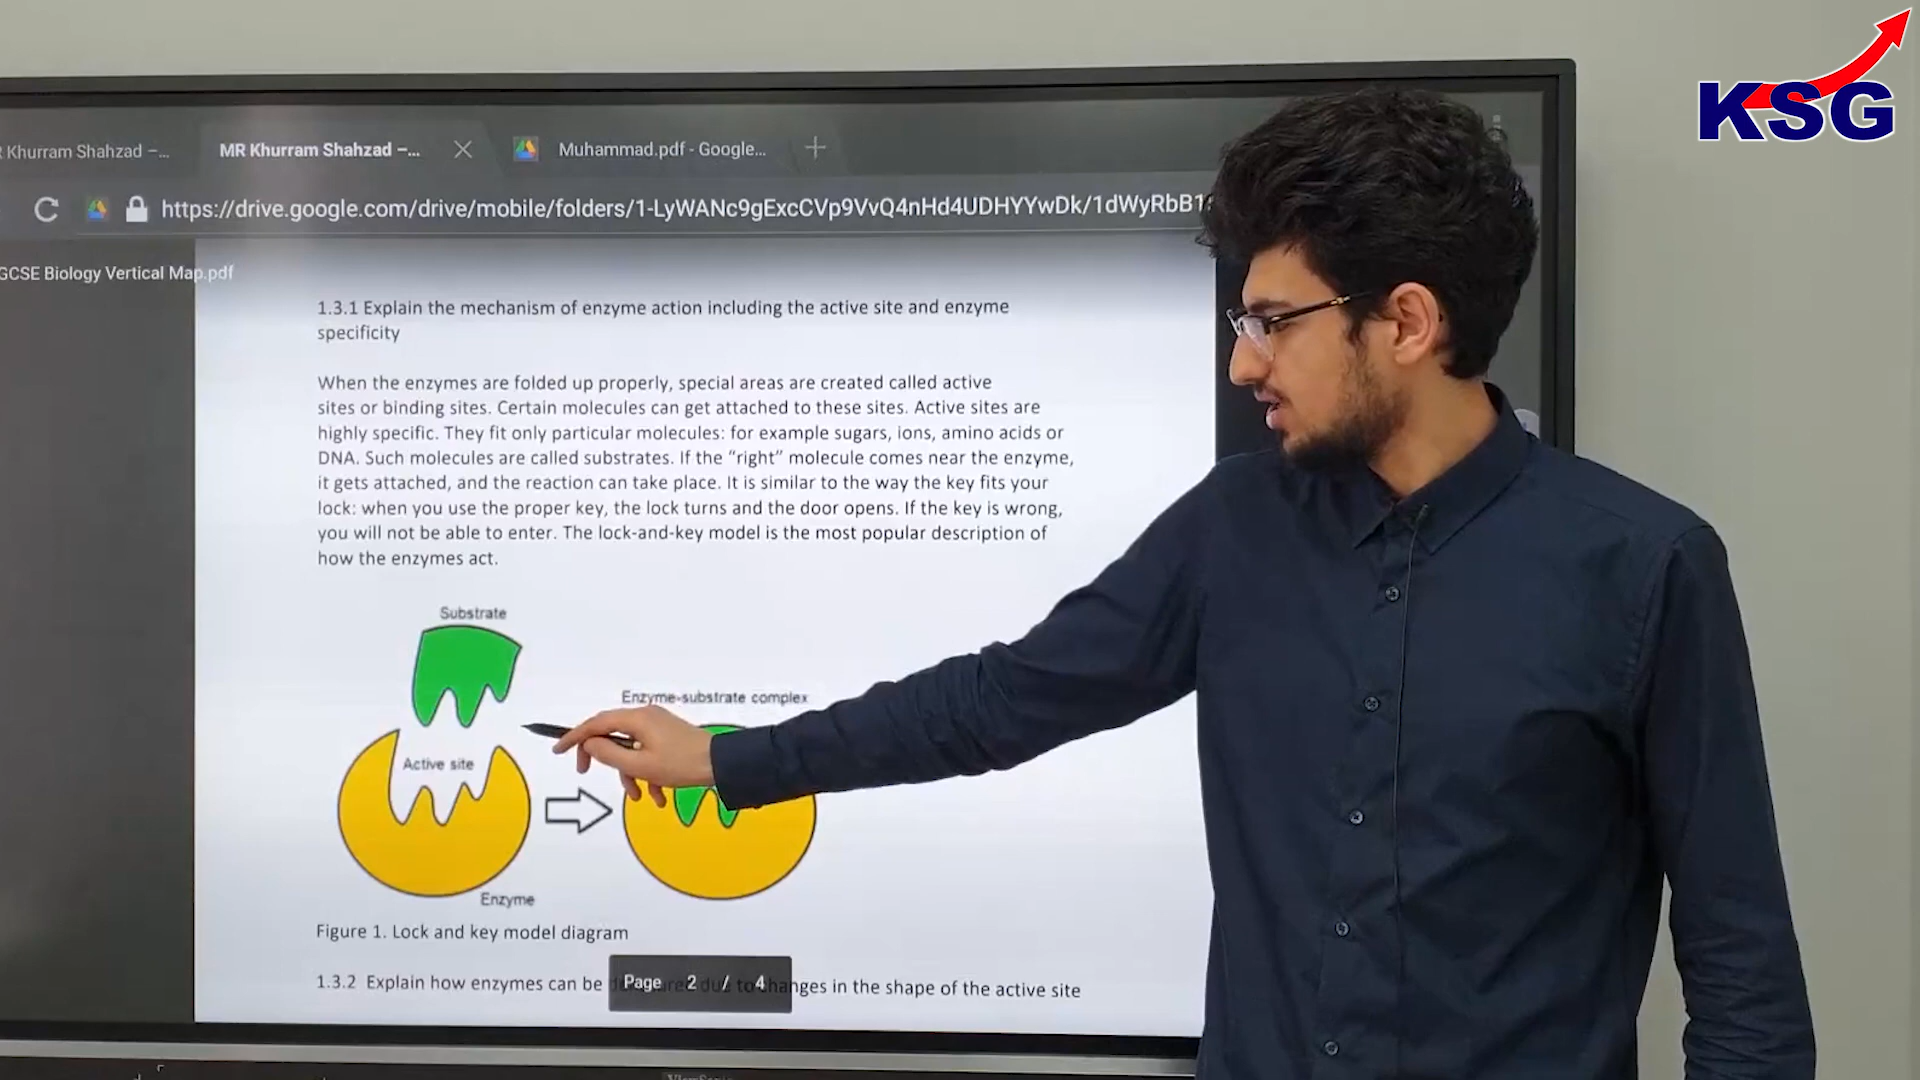 KSG
Khurram Shahzad –...
MR Khurram Shahzad –...
Muhammad.pdf - Google...
https://drive.google.com/drive/mobile/folders/1-LyWANc9gExcCVp9VvQ4nHd4UDHYYwDk/1dWyRbB1
GCSE Biology Vertical Map.pdf
1.3.1 Explain the mechanism of enzyme action including the active site and enzyme
specificity
When the enzymes are folded up properly, special areas are created called active
sites or binding sites. Certain molecules can get attached to these sites. Active sites are
highly specific. They fit only particular molecules: for example sugars, ions, amino acids or
DNA. Such molecules are called substrates. If the “right” molecule comes near the enzyme,
it gets attached, and the reaction can take place. It is similar to the way the key fits your
lock: when you use the proper key, the lock turns and the door opens. If the key is wrong,
you will not be able to enter. The lock-and-key model is the most popular description of
how the enzymes act.
Substrate
Enzyme-substrate complex
Active site
Enzyme
Figure 1. Lock and key model diagram
1.3.2 Explain how enzymes can be due to changes in the shape of the active site
Page 2 / 4